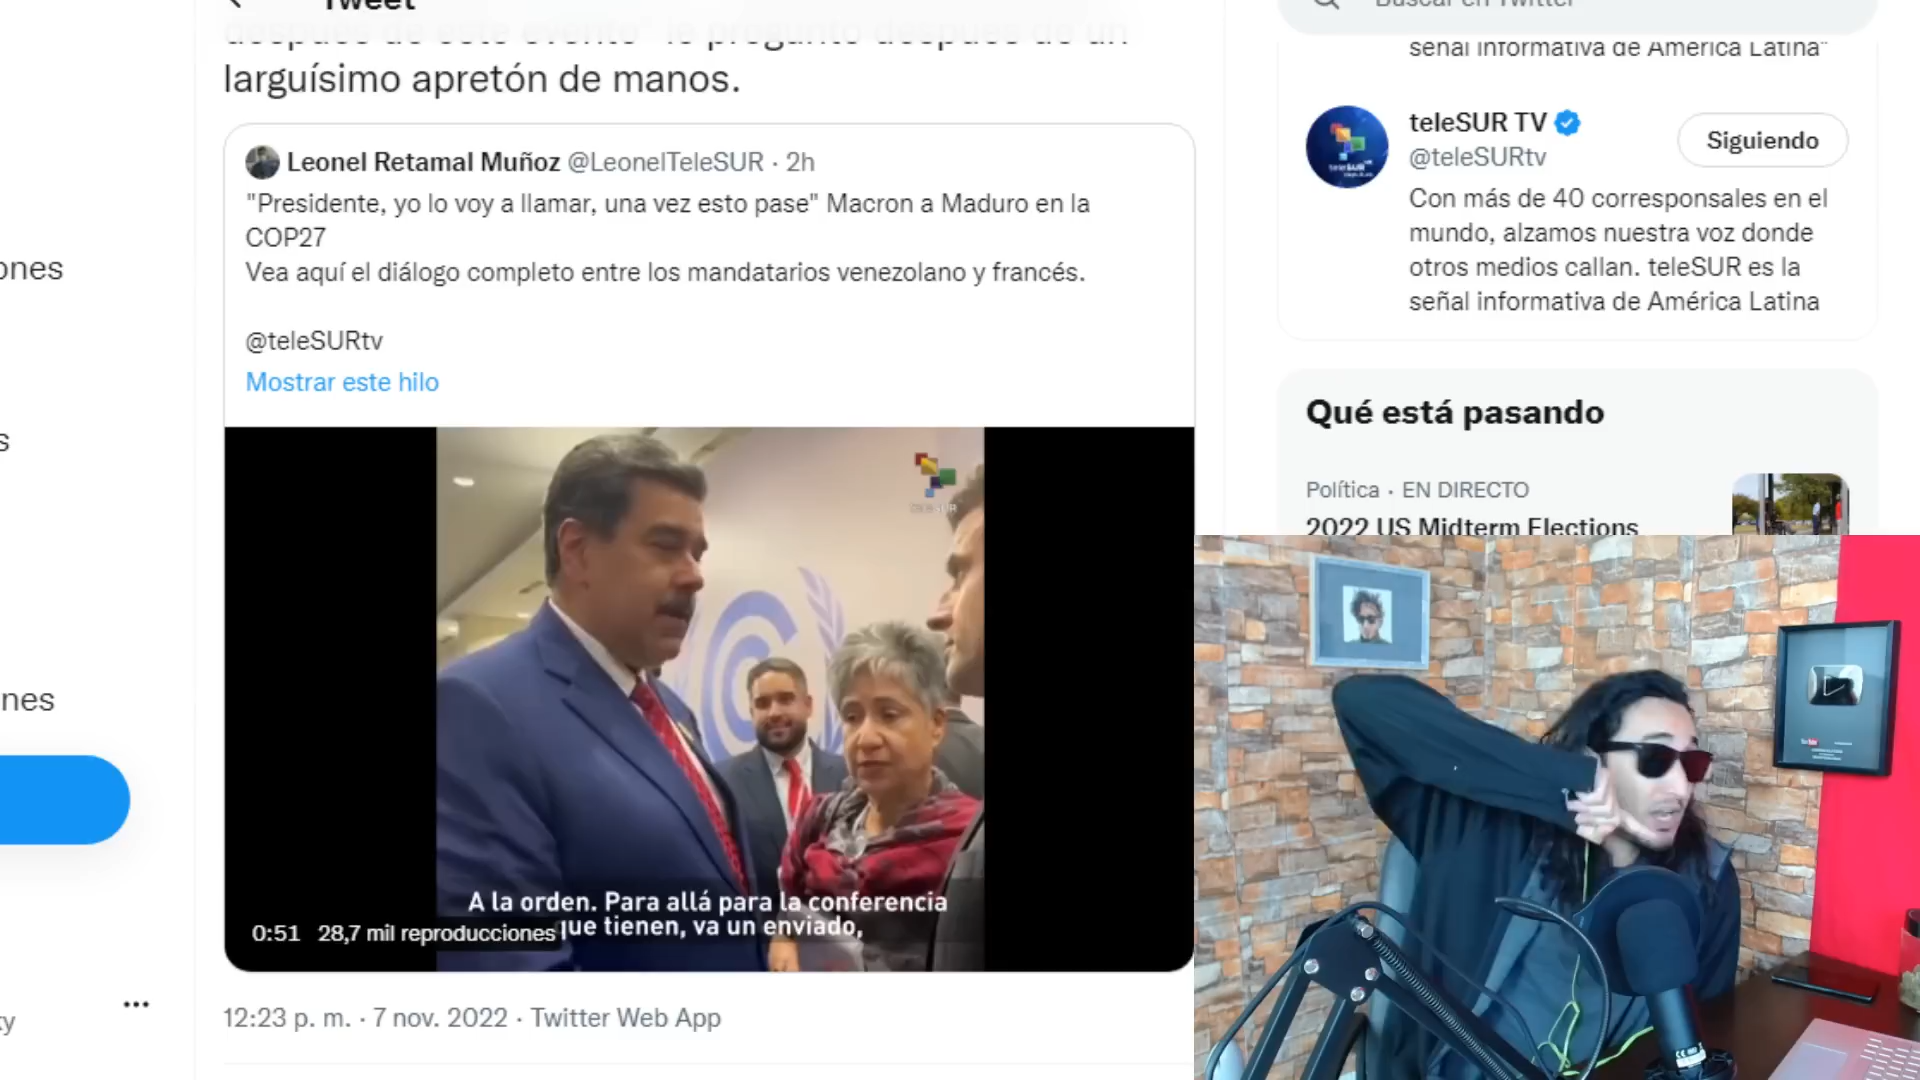 Tweet
Buscar en Twitter
después de este evento" le preguntó después de un
larguísimo apretón de manos.
Leonel Retamal Muñoz @LeonelTeleSUR · 2h
"Presidente, yo lo voy a llamar, una vez esto pase" Macron a Maduro en la
COP27
Vea aquí el diálogo completo entre los mandatarios venezolano y francés.
@teleSURtv
Mostrar este hilo
teleSUR
A la orden. Para allá para la conferencia
que tienen, va un enviado,
0:51 28,7 mil reproducciones
12:23 p. m. · 7 nov. 2022 · Twitter Web App
señal informativa de América Latina"
teleSUR TV
@teleSURtv
Siguiendo
Con más de 40 corresponsales en el
mundo, alzamos nuestra voz donde
otros medios callan. teleSUR es la
señal informativa de América Latina
Qué está pasando
Política · EN DIRECTO
2022 US Midterm Elections
ones
s
nes
y